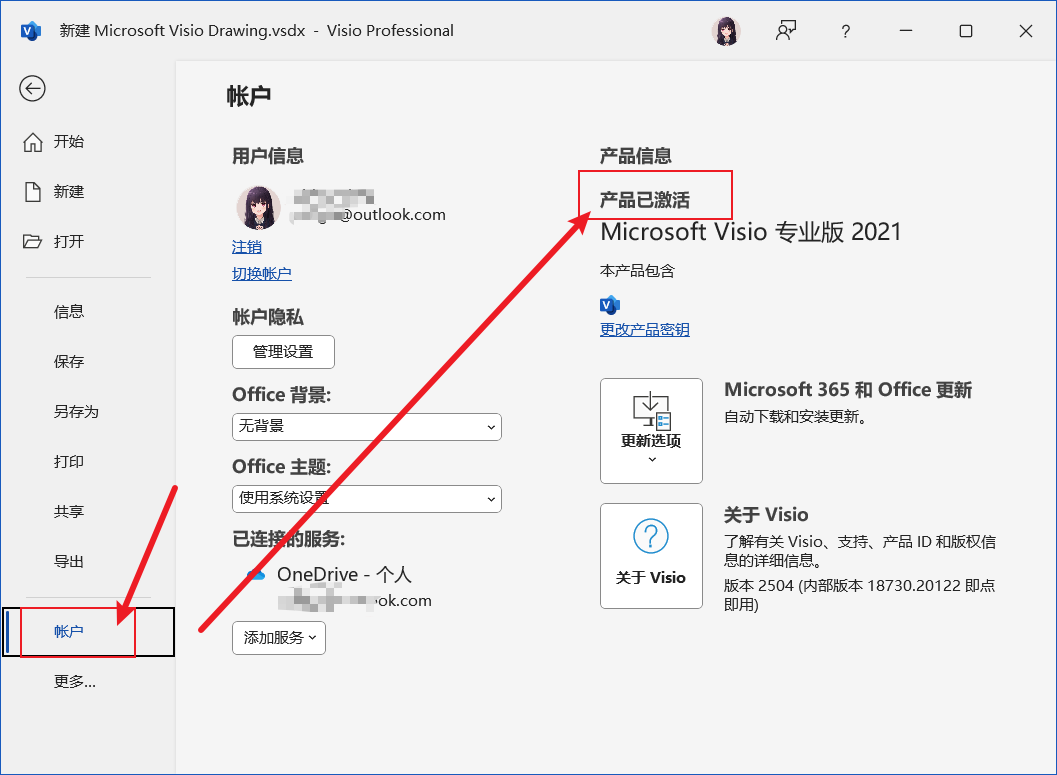 新建 Microsoft Visio Drawing.vsdx - Visio Professional
?
开始
新建
打开
信息
保存
另存为
打印
共享
导出
帐户
更多...
帐户
用户信息
@outlook.com
注销
切换帐户
帐户隐私
管理设置
Office 背景:
无背景
Office 主题:
使用系统设置
已连接的服务:
OneDrive - 个人
ok.com
添加服务
产品信息
产品已激活
Microsoft Visio 专业版 2021
本产品包含
更改产品密钥
更新选项
Microsoft 365 和 Office 更新
自动下载和安装更新。
关于 Visio
关于 Visio
了解有关 Visio、支持、产品 ID 和版权信
息的详细信息。
版本 2504 (内部版本 18730.20122 即点
即用)